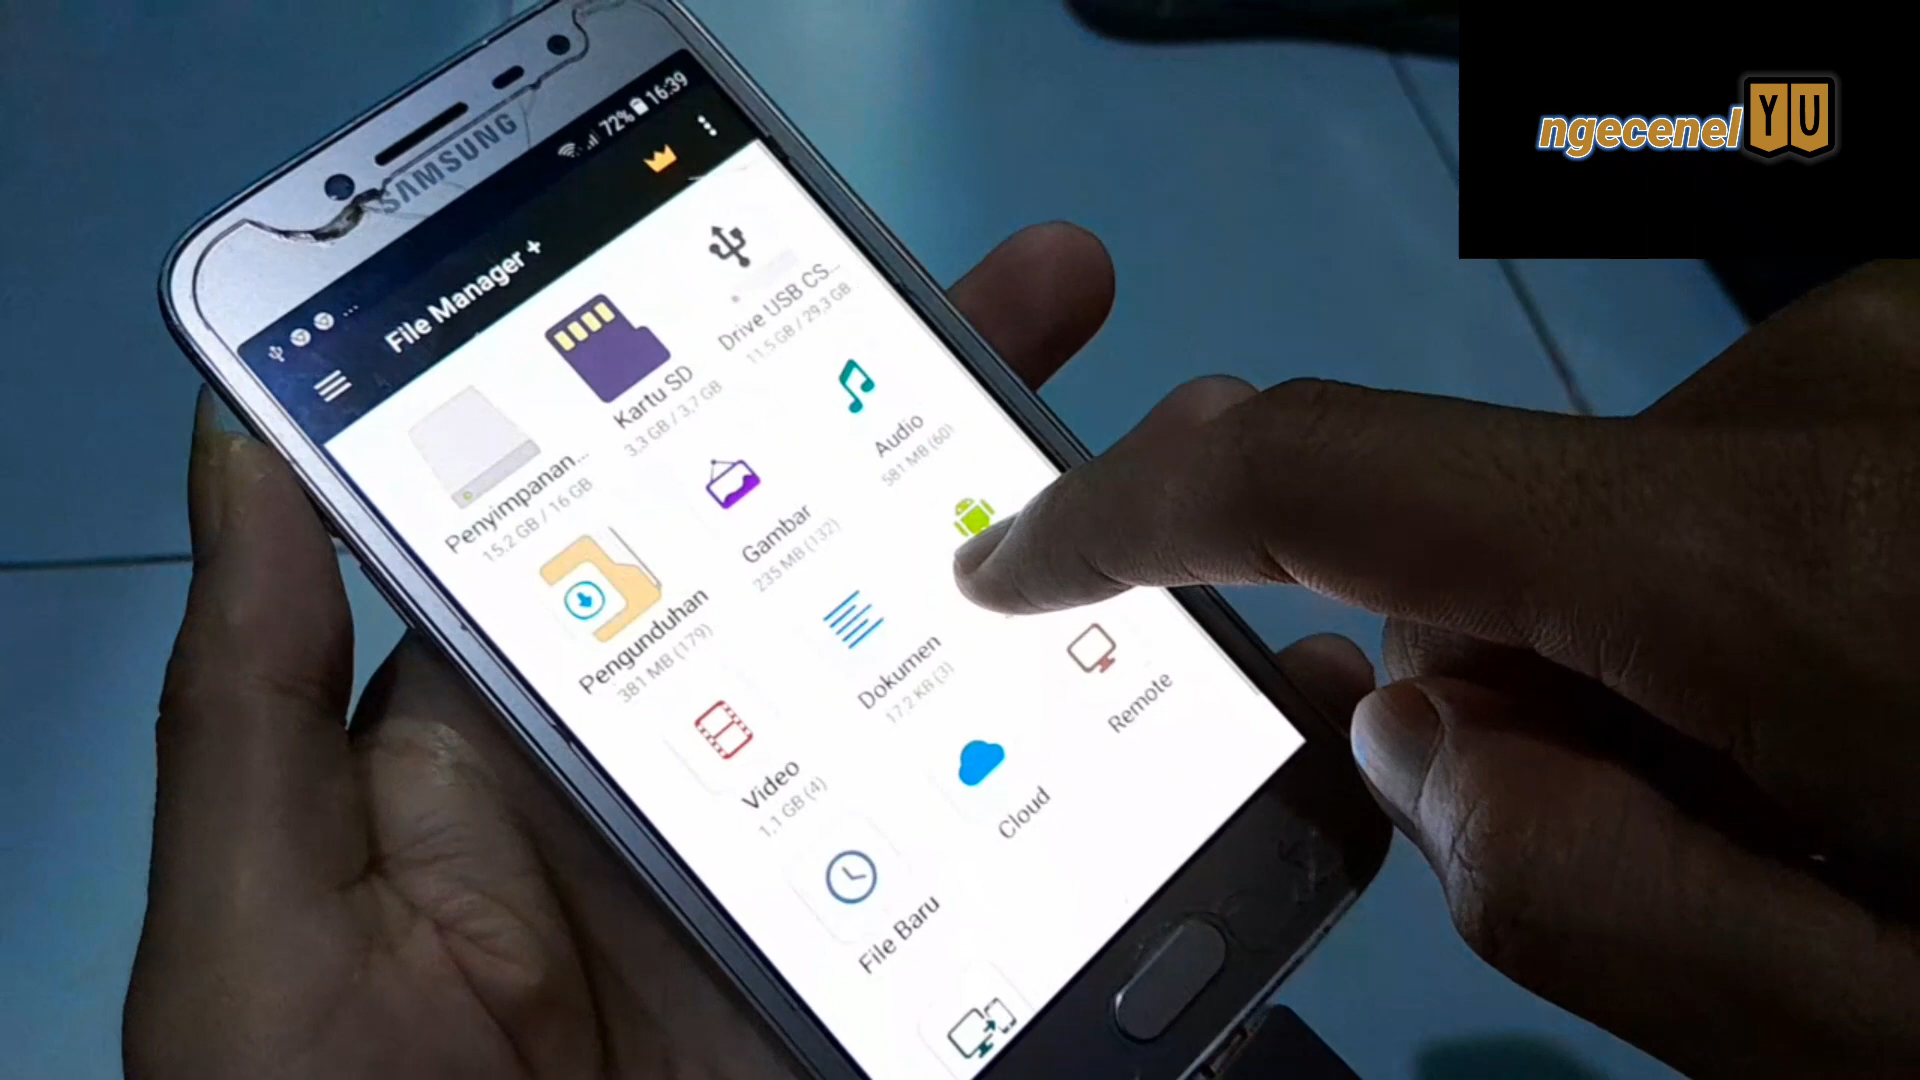 ngecenel YU
SAMSUNG
72% 16:39
File Manager +
Penyimpanan...
15,2 GB / 16 GB
Kartu SD
3,3 GB / 3,7 GB
Drive USB CS...
11,5 GB / 29,3 GB
Pengunduhan
381 MB (179)
Gambar
235 MB (132)
Audio
581 MB (60)
Video
1,1 GB (4)
Dokumen
17,2 KB (3)
File Baru
Cloud
Remote